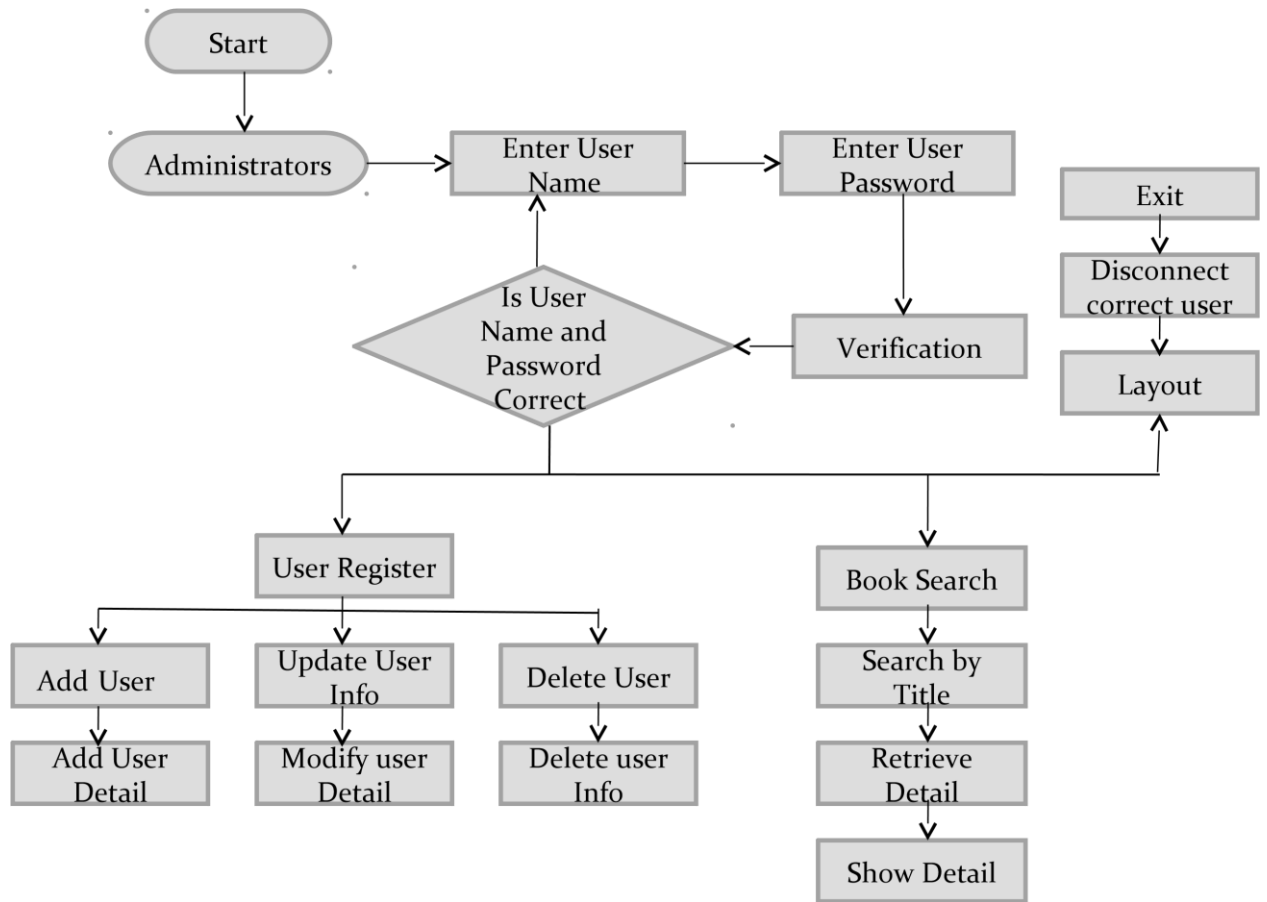 Start
Administrators
Enter User
Name
Enter User
Password
Exit
Disconnect
correct user
Layout
Is User
Name and
Password
Correct
Verification
User Register
Book Search
Add User
Update User
Info
Delete User
Search by
Title
Add User
Detail
Modify user
Detail
Delete user
Info
Retrieve
Detail
Show Detail